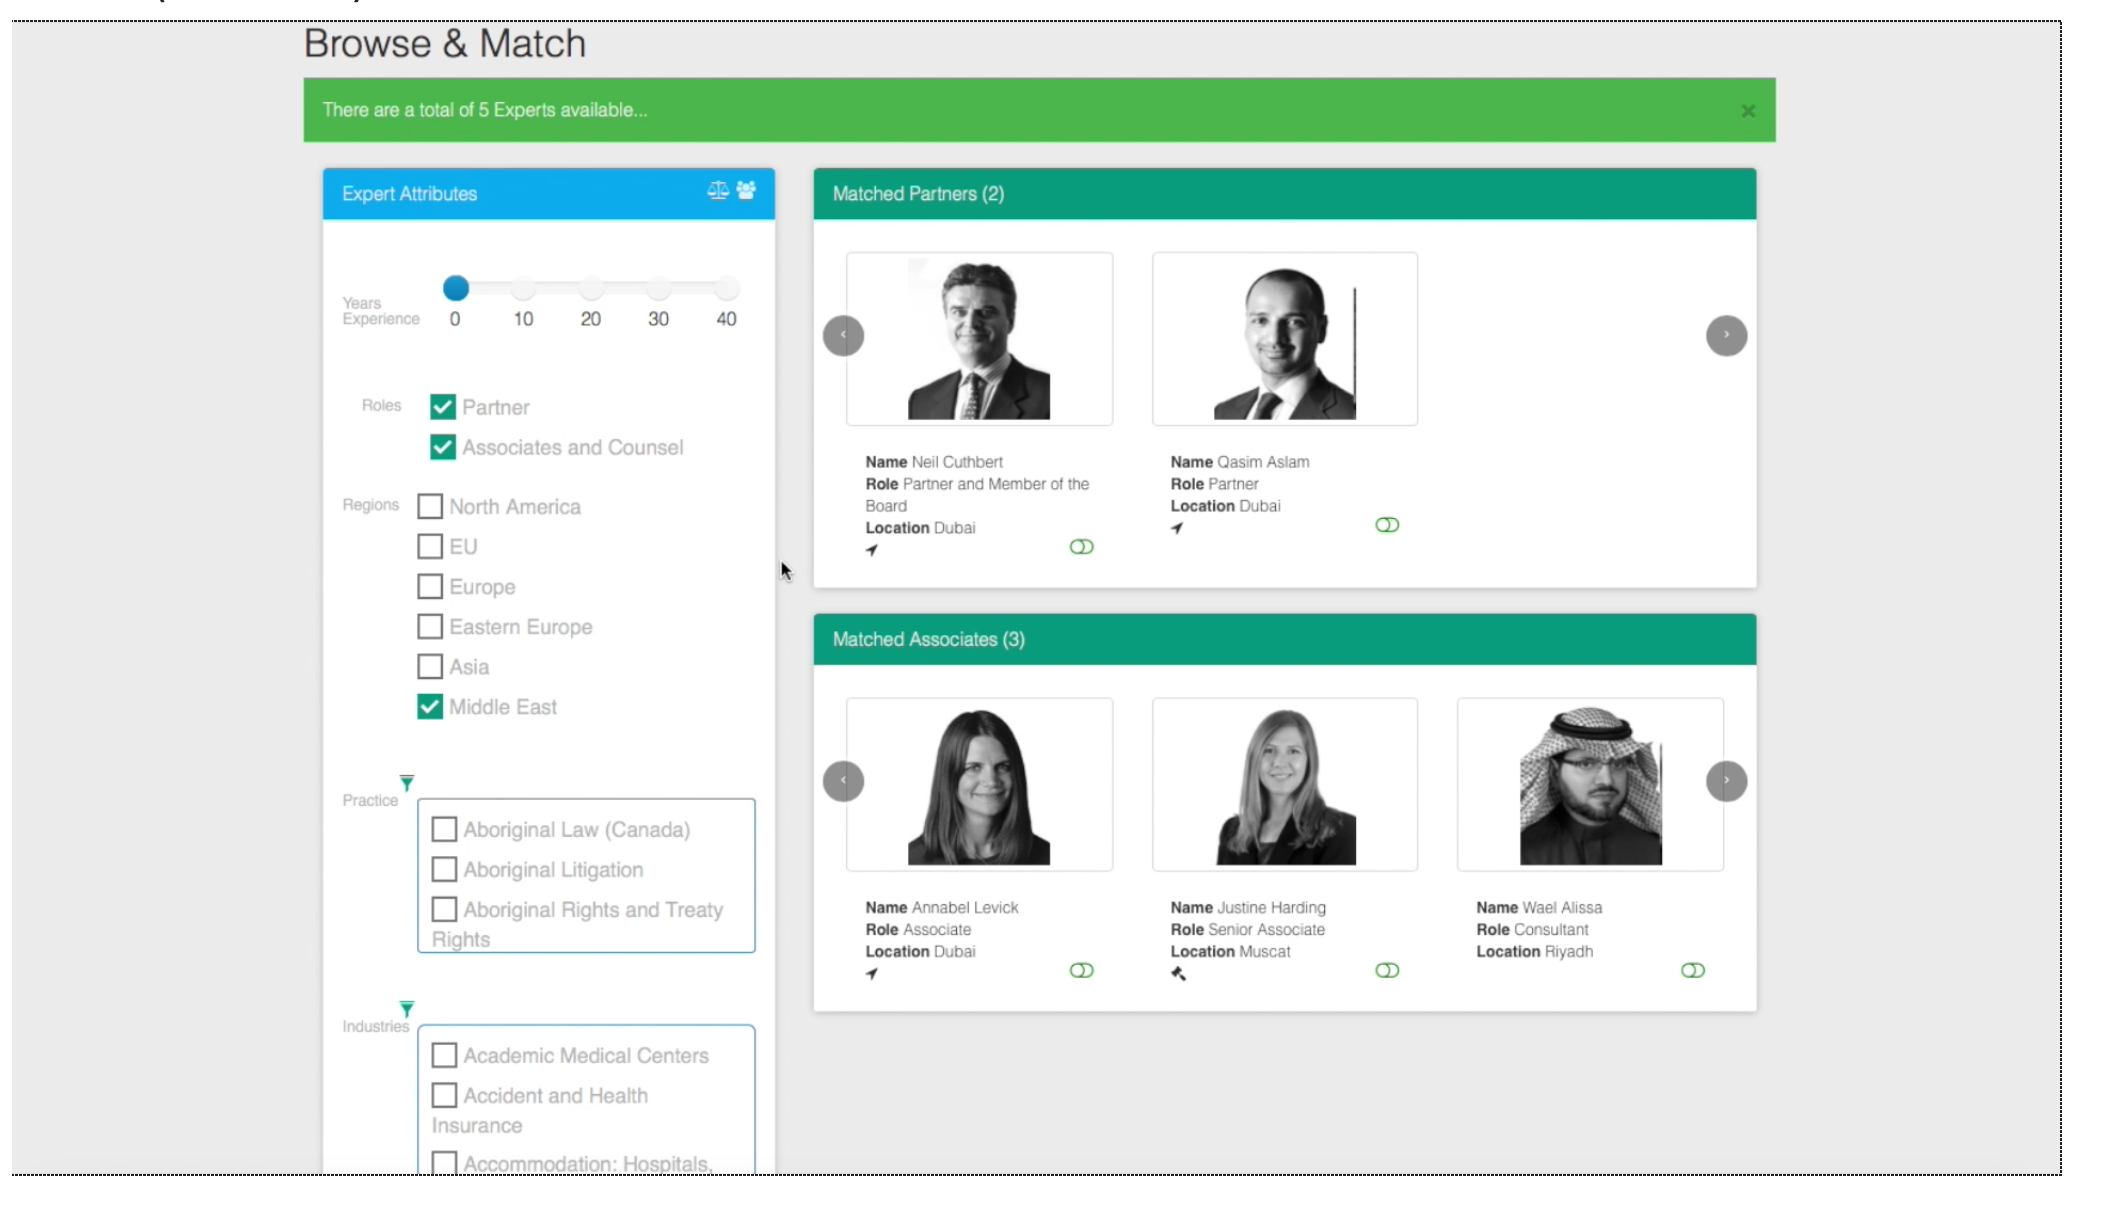 Browse & Match
There are a total of 5 Experts available...
Expert Attributes
Years
Experience
0 10 20 30 40
Roles
Partner
Associates and Counsel
Regions
North America
EU
Europe
Eastern Europe
Asia
Middle East
Practice
Aboriginal Law (Canada)
Aboriginal Litigation
Aboriginal Rights and Treaty
Rights
Industries
Academic Medical Centers
Accident and Health
Insurance
Accommodation: Hospitals,
Matched Partners (2)
Name Neil Cuthbert
Role Partner and Member of the
Board
Location Dubai
Name Qasim Aslam
Role Partner
Location Dubai
Matched Associates (3)
Name Annabel Levick
Role Associate
Location Dubai
Name Justine Harding
Role Senior Associate
Location Muscat
Name Wael Alissa
Role Consultant
Location Riyadh